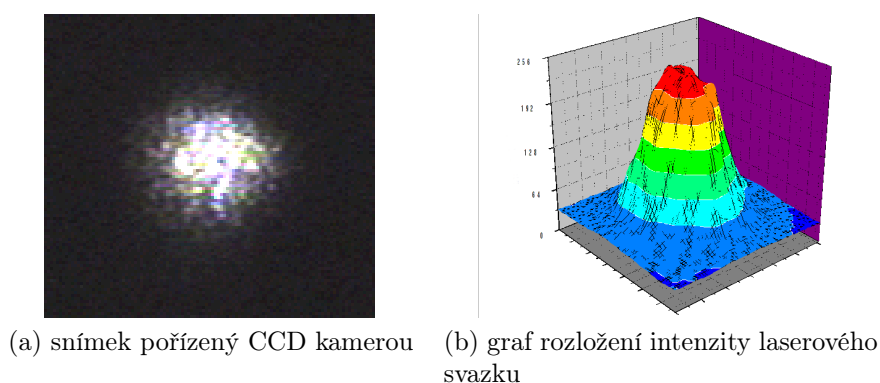 256
192
128
64
0
(a) snímek pořízený CCD kamerou
(b) graf rozložení intenzity laserového
svazku